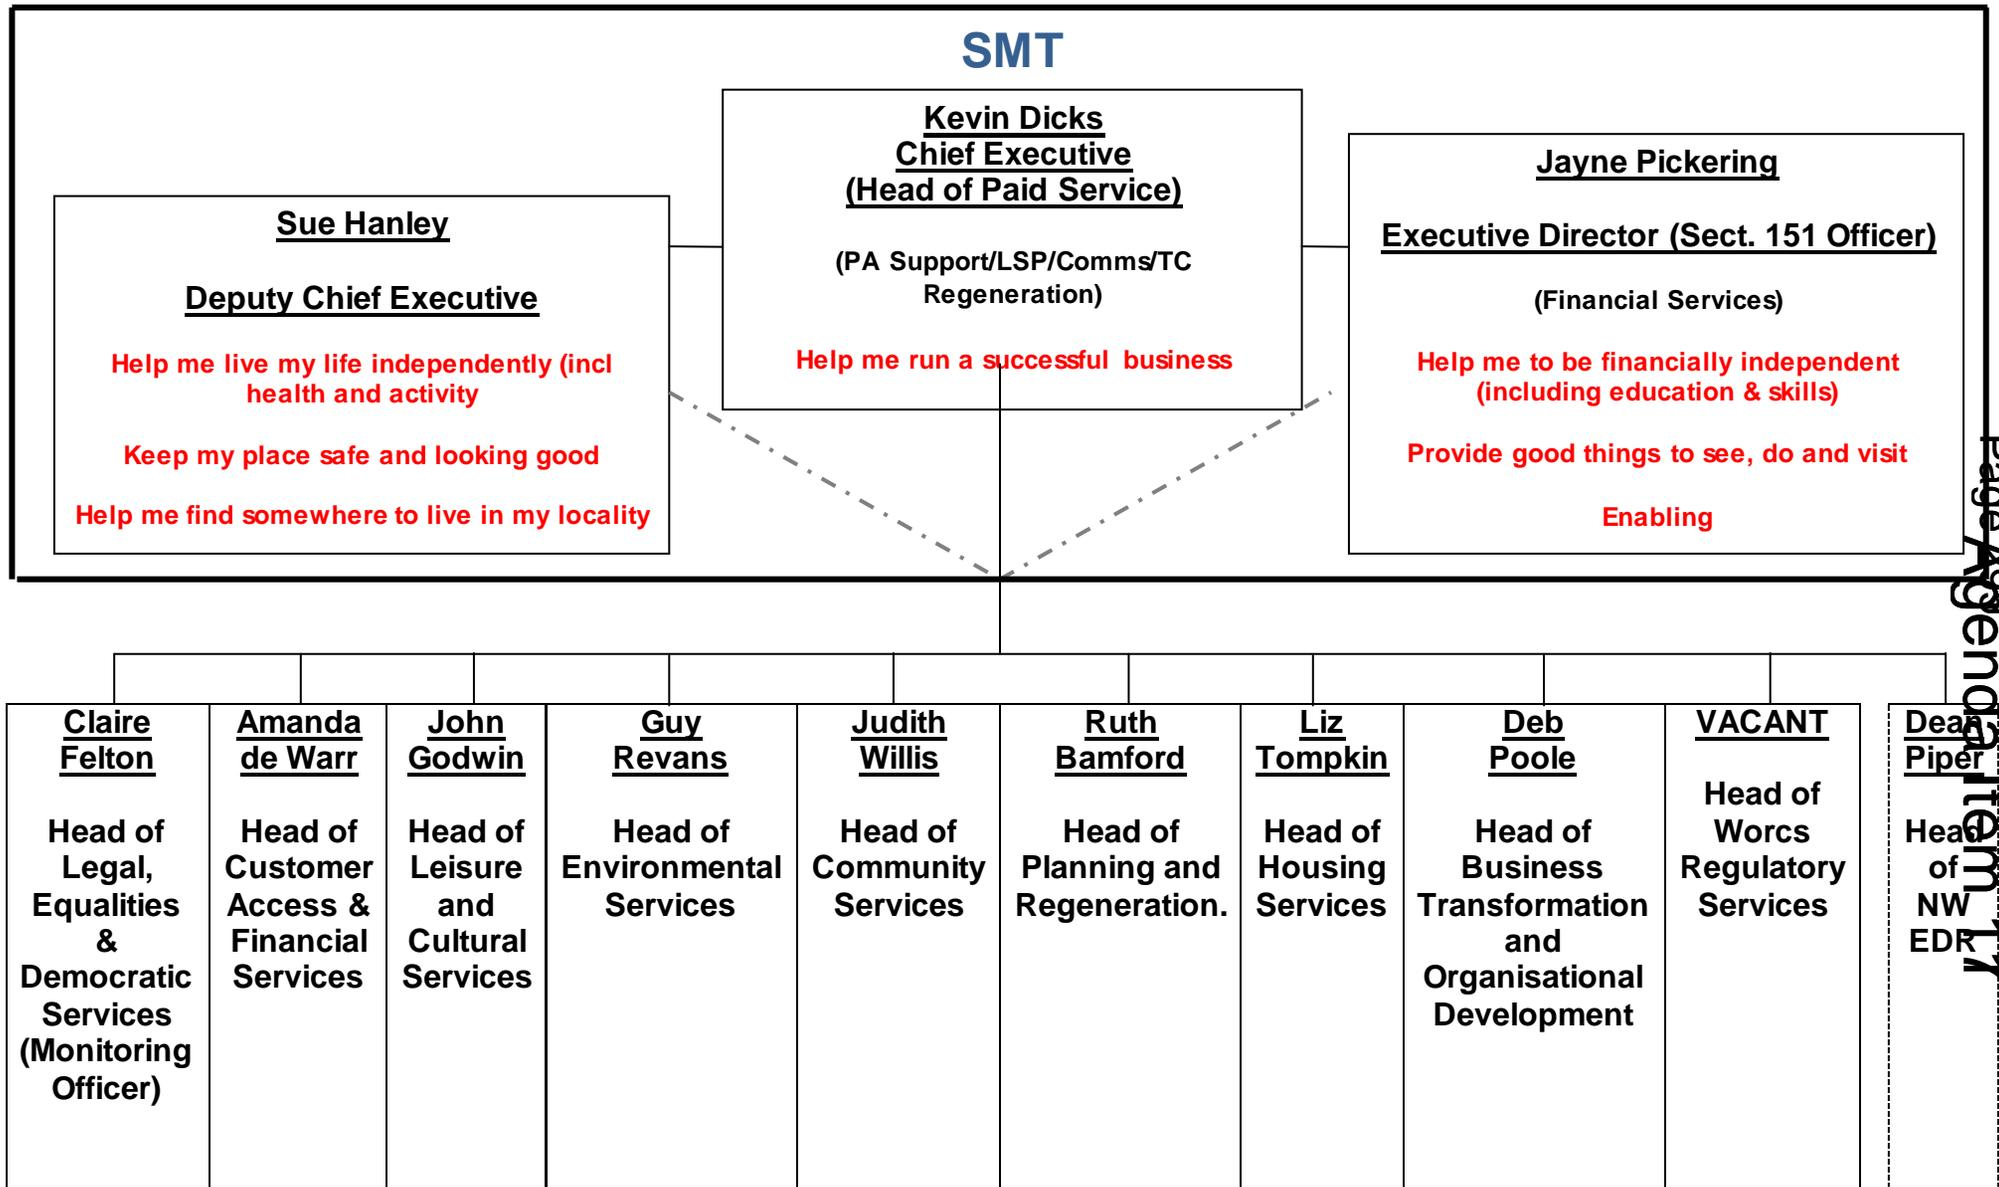 SMT
Kevin Dicks
Chief Executive
(Head of Paid Service)
(PA Support/LSP/Comms/TC
Regeneration)
Help me run a successful business
Sue Hanley
Deputy Chief Executive
Help me live my life independently (incl
health and activity
Keep my place safe and looking good
Help me find somewhere to live in my locality
Jayne Pickering
Executive Director (Sect. 151 Officer)
(Financial Services)
Help me to be financially independent
(including education & skills)
Provide good things to see, do and visit
Enabling
Claire
Felton
Head of
Legal,
Equalities
&
Democratic
Services
(Monitoring
Officer)
Amanda
de Warr
Head of
Customer
Access &
Financial
Services
John
Godwin
Head of
Leisure
and
Cultural
Services
Guy
Revans
Head of
Environmental
Services
Judith
Willis
Head of
Community
Services
Ruth
Bamford
Head of
Planning and
Regeneration.
Liz
Tompkin
Head of
Housing
Services
Deb
Poole
Head of
Business
Transformation
and
Organisational
Development
VACANT
Head of
Worcs
Regulatory
Services
Dean
Piper
Head
of
NW
EDR
Page
Agenda Item 17